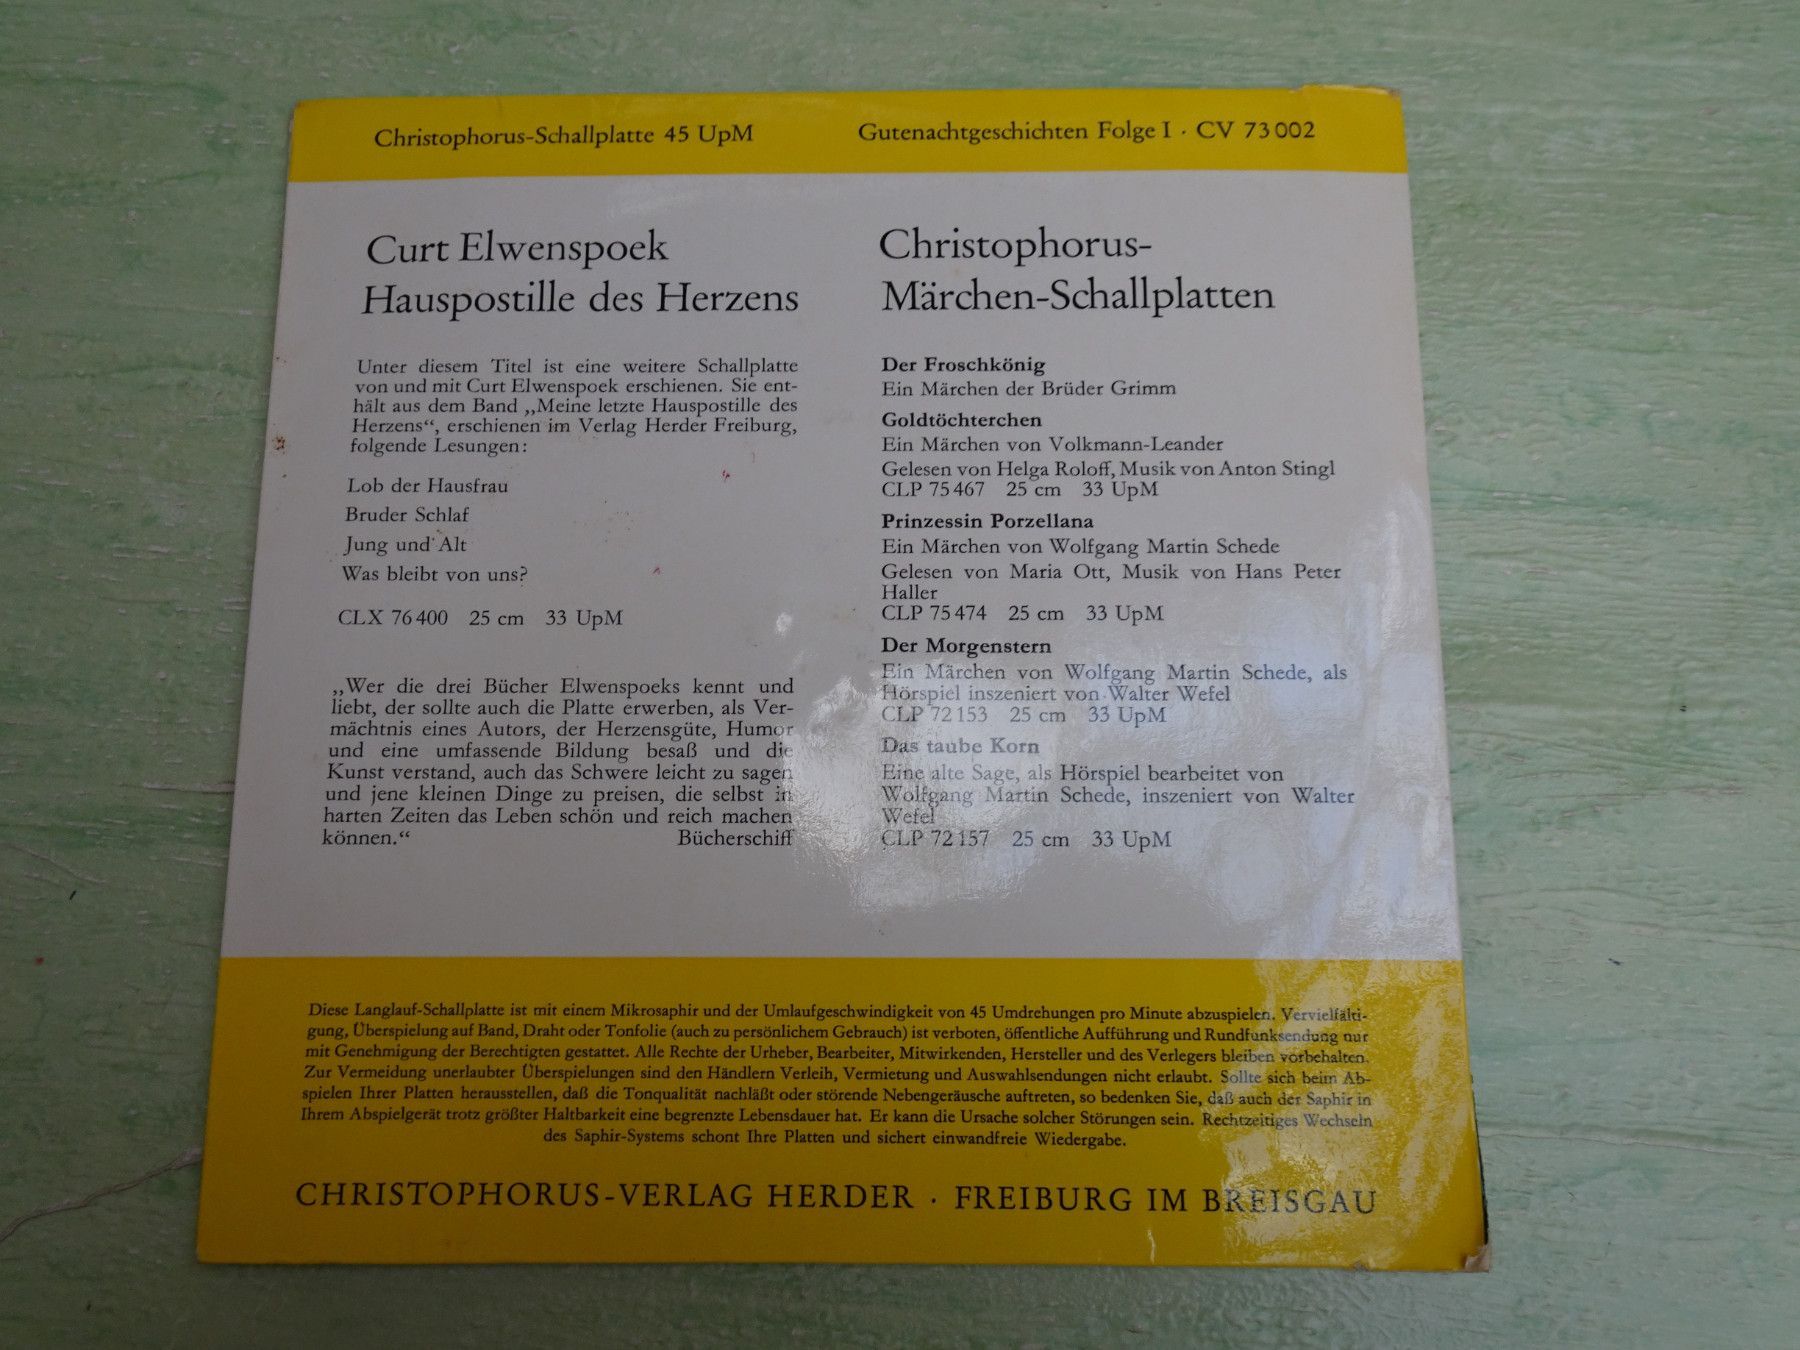 Christophorus-Schallplatte 45 UpM
Gutenachtgeschichten Folge I · CV 73 002
Curt Elwenspoek
Hauspostille des Herzens
Unter diesem Titel ist eine weitere Schallplatte
von und mit Curt Elwenspoek erschienen. Sie ent-
hält aus dem Band „Meine letzte Hauspostille des
Herzens“, erschienen im Verlag Herder Freiburg,
folgende Lesungen:
Lob der Hausfrau
Bruder Schlaf
Jung und Alt
Was bleibt von uns?
CLX 76 400 25 cm 33 UpM
„Wer die drei Bücher Elwenspoeks kennt und
liebt, der sollte auch die Platte erwerben, als Ver-
mächtnis eines Autors, der Herzensgüte, Humor
und eine umfassende Bildung besaß und die
Kunst verstand, auch das Schwere leicht zu sagen
und jene kleinen Dinge zu preisen, die selbst in
harten Zeiten das Leben schön und reich machen
können.“ Bücherschiff
Christophorus-
Märchen-Schallplatten
Der Froschkönig
Ein Märchen der Brüder Grimm
Goldtöchterchen
Ein Märchen von Volkmann-Leander
Gelesen von Helga Roloff, Musik von Anton Stingl
CLP 75 467 25 cm 33 UpM
Prinzessin Porzellana
Ein Märchen von Wolfgang Martin Schede
Gelesen von Maria Ott, Musik von Hans Peter
Haller
CLP 75 474 25 cm 33 UpM
Der Morgenstern
Ein Märchen von Wolfgang Martin Schede, als
Hörspiel inszeniert von Walter Wefel
CLP 72 153 25 cm 33 UpM
Das taube Korn
Eine alte Sage, als Hörspiel bearbeitet von
Wolfgang Martin Schede, inszeniert von Walter
Wefel
CLP 72 157 25 cm 33 UpM
Diese Langlauf-Schallplatte ist mit einem Mikrosaphir und der Umlaufgeschwindigkeit von 45 Umdrehungen pro Minute abzuspielen. Vervielfälti-
gung, Überspielung auf Band, Draht oder Tonfolie (auch zu persönlichem Gebrauch) ist verboten, öffentliche Aufführung und Rundfunksendung nur
mit Genehmigung der Berechtigten gestattet. Alle Rechte der Urheber, Bearbeiter, Mitwirkenden, Hersteller und des Verlegers bleiben vorbehalten.
Zur Vermeidung unerlaubter Überspielungen sind den Händlern Verleih, Vermietung und Auswahlsendungen nicht erlaubt. Sollte sich beim Ab-
spielen Ihrer Platten herausstellen, daß die Tonqualität nachläßt oder störende Nebengeräusche auftreten, so bedenken Sie, daß auch der Saphir in
Ihrem Abspielgerät trotz größter Haltbarkeit eine begrenzte Lebensdauer hat. Er kann die Ursache solcher Störungen sein. Rechtzeitiges Wechseln
des Saphir-Systems schont Ihre Platten und sichert einwandfreie Wiedergabe.
CHRISTOPHORUS-VERLAG HERDER · FREIBURG IM BREISGAU